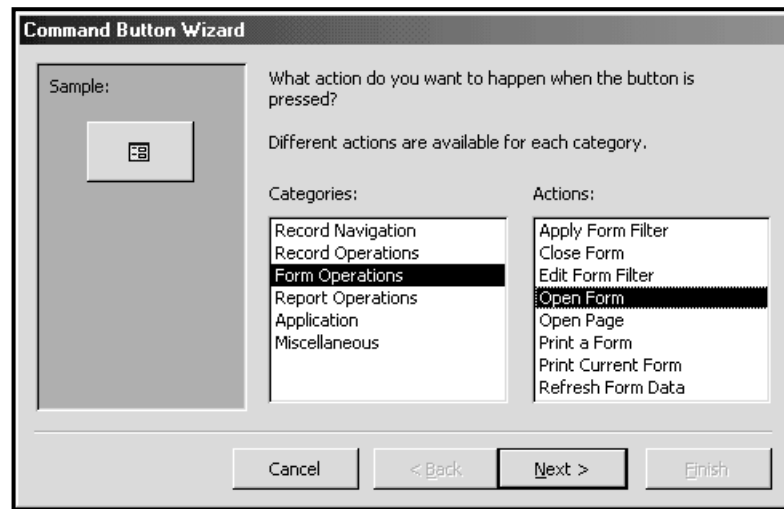 Command Button Wizard
Sample:
What action do you want to happen when the button is
pressed?
Different actions are available for each category.
Categories:
Record Navigation
Record Operations
Form Operations
Report Operations
Application
Miscellaneous
Actions:
Apply Form Filter
Close Form
Edit Form Filter
Open Form
Open Page
Print a Form
Print Current Form
Refresh Form Data
Cancel
< Back
Next >
Finish